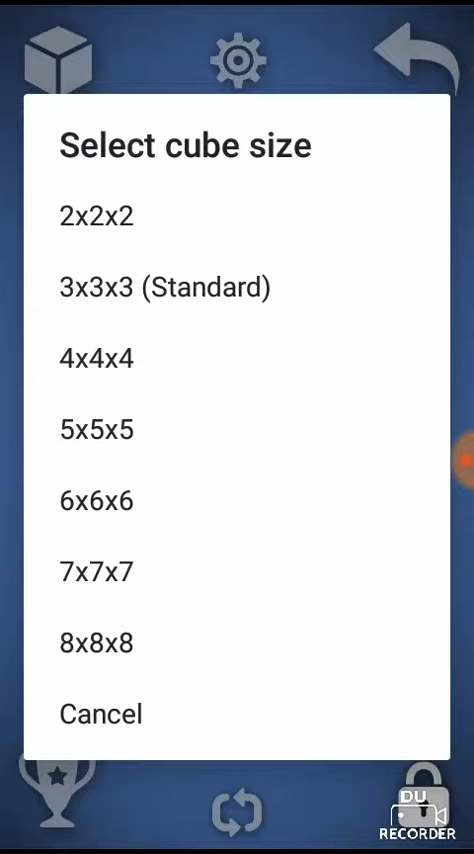 Select cube size
2x2x2
3x3x3 (Standard)
4x4x4
5x5x5
6x6x6
7x7x7
8x8x8
Cancel
DU
RECORDER